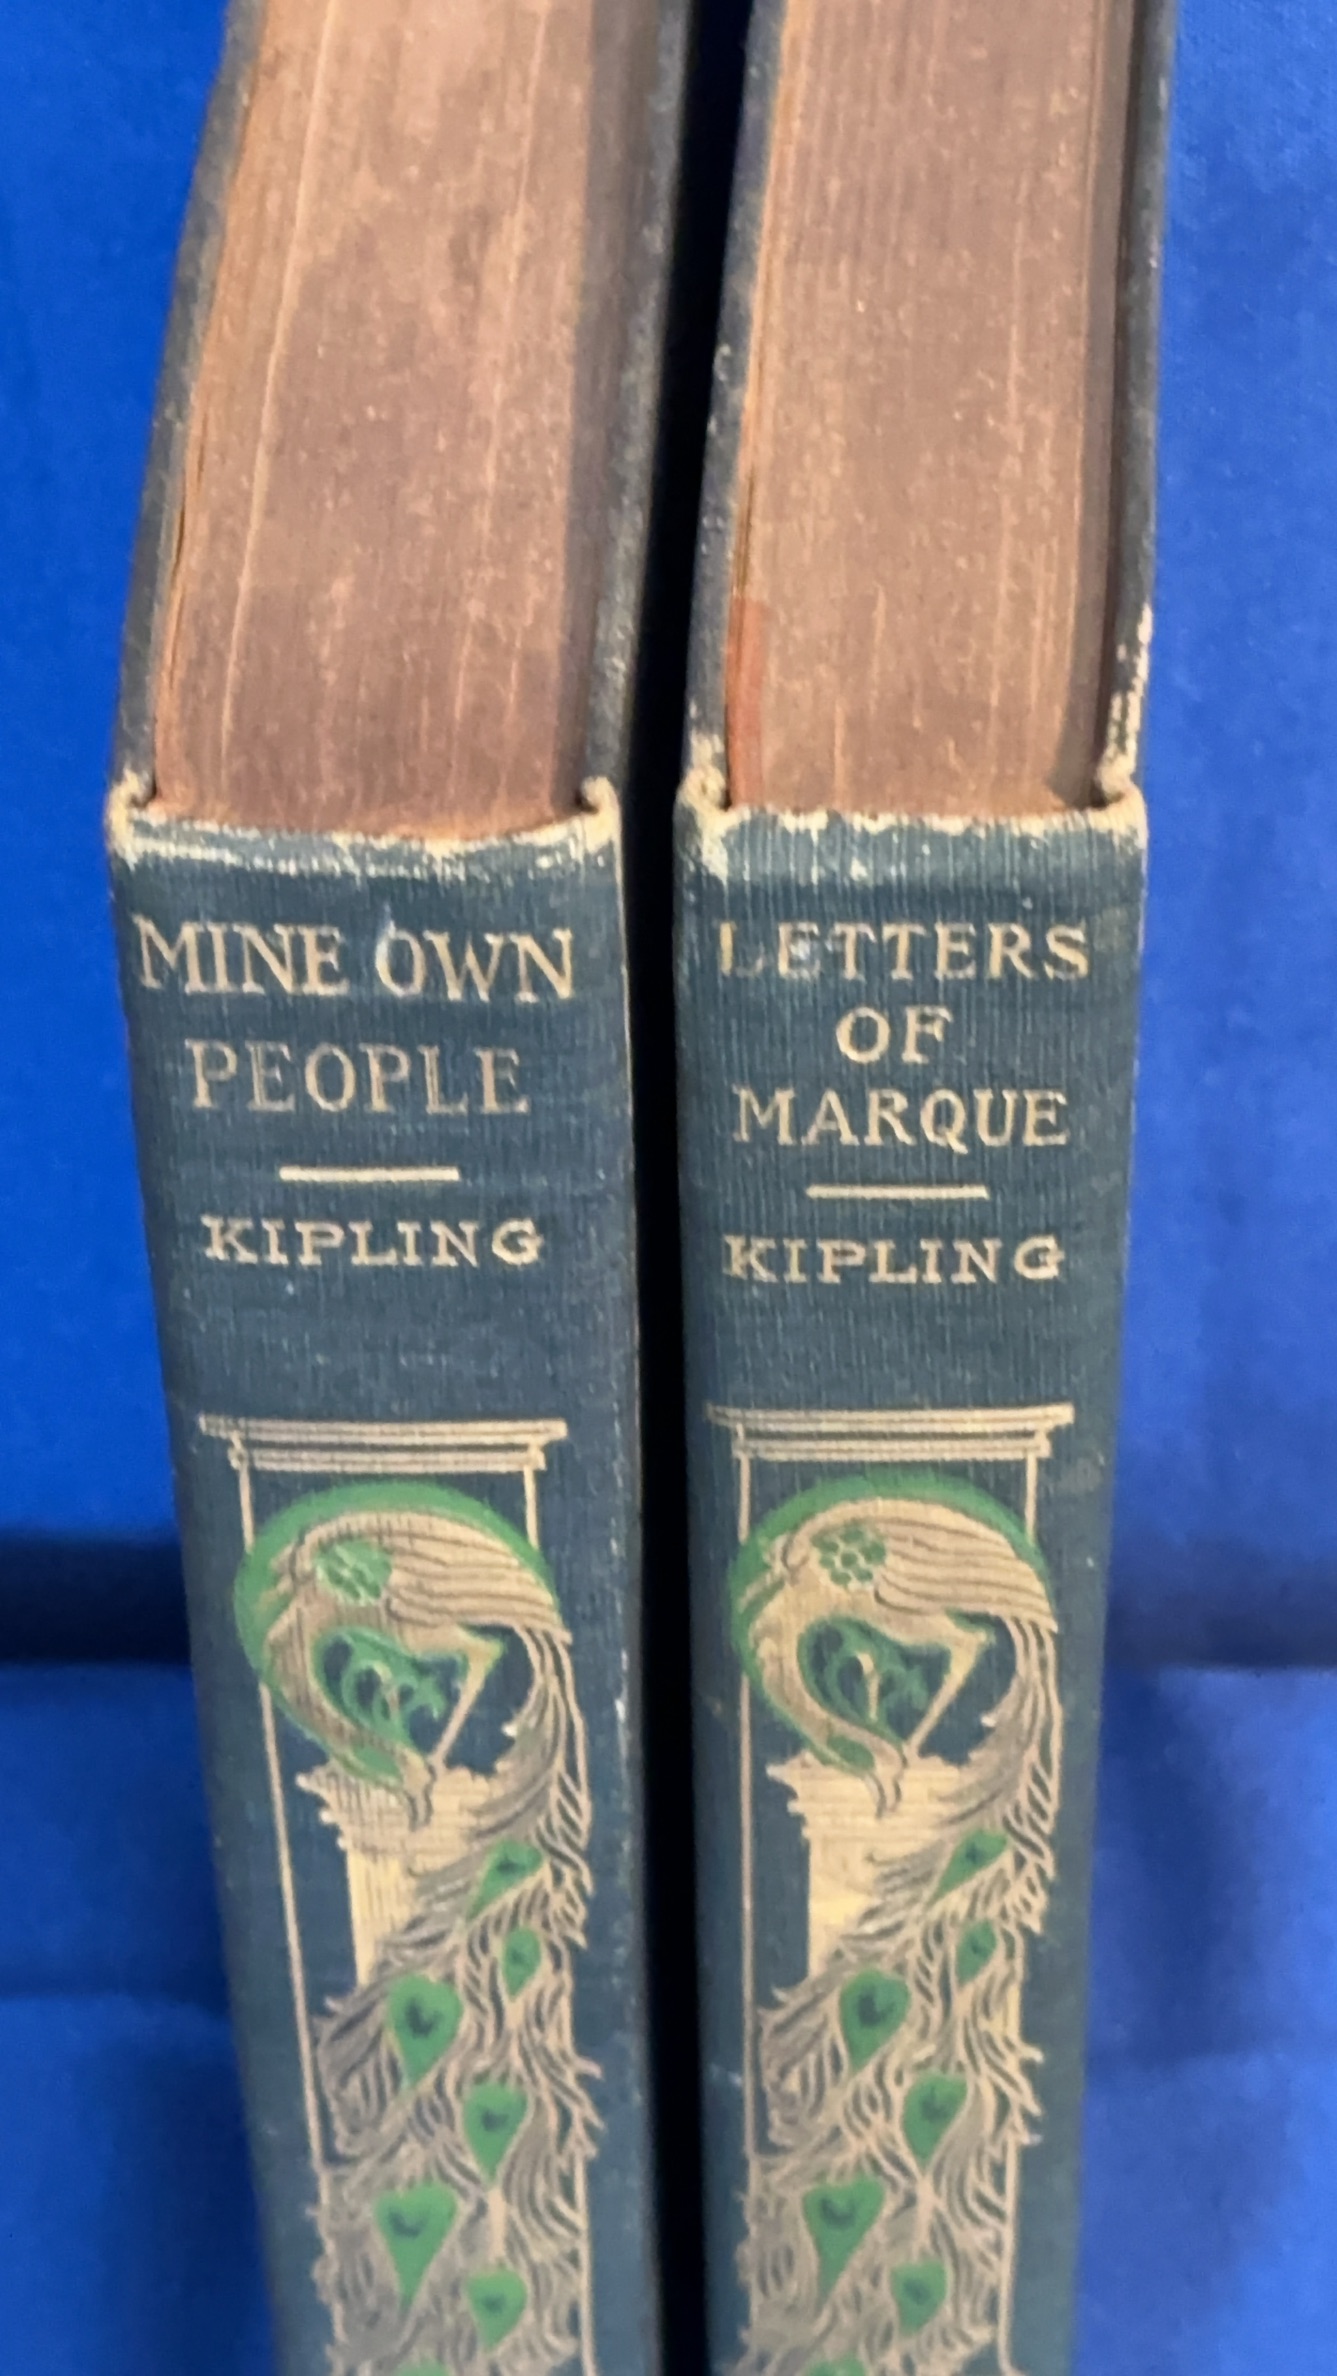 MINE OWN
PEOPLE
KIPLING
LETTERS
OF
MARQUE
KIPLING